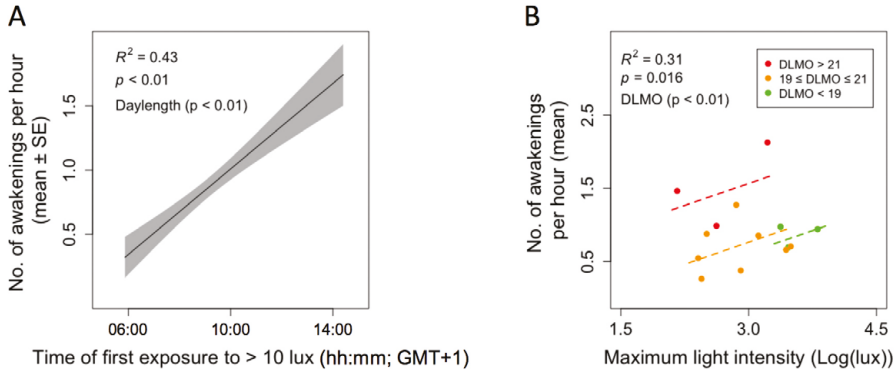 A
R² = 0.43
p < 0.01
Daylength (p < 0.01)
No. of awakenings per hour
(mean ± SE)
1.5
1.0
0.5
06:00
10:00
14:00
Time of first exposure to > 10 lux (hh:mm; GMT+1)
B
R² = 0.31
p = 0.016
DLMO (p < 0.01)
DLMO > 21
19 ≤ DLMO ≤ 21
DLMO < 19
No. of awakenings
per hour (mean)
2.5
1.5
0.5
1.5
3.0
4.5
Maximum light intensity (Log(lux))